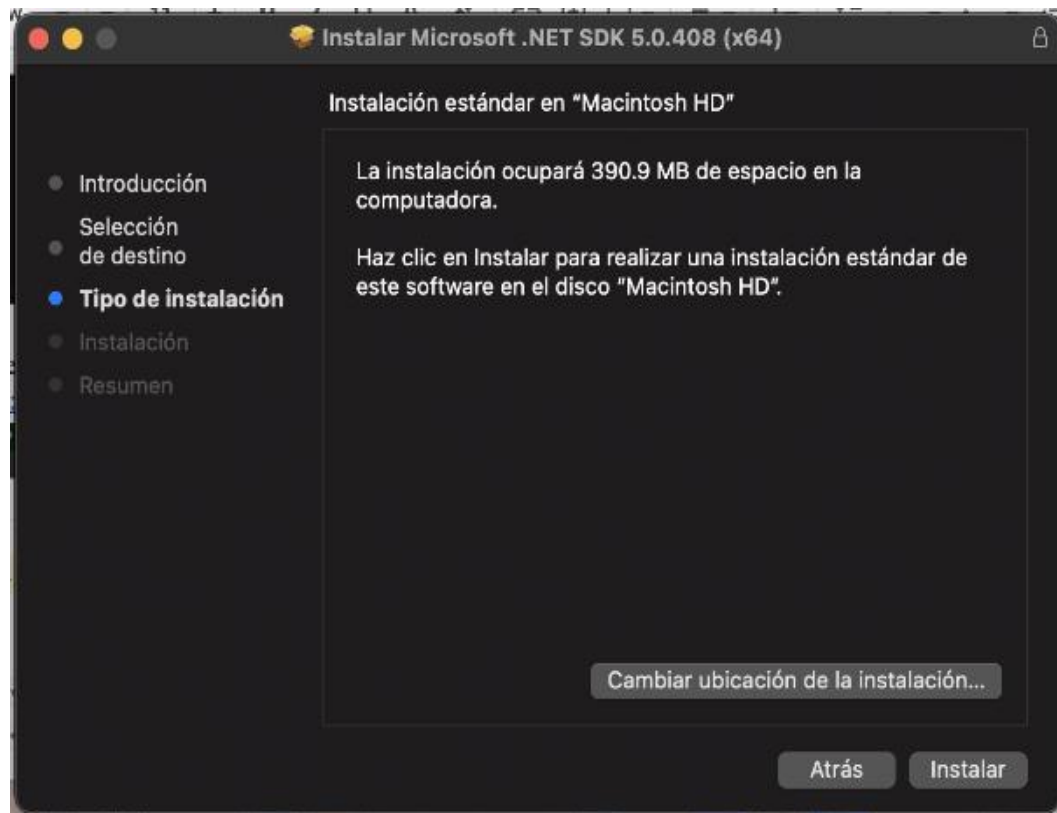 Instalar Microsoft .NET SDK 5.0.408 (x64)
Instalación estándar en “Macintosh HD”
Introducción
Selección
de destino
Tipo de instalación
Instalación
Resumen
La instalación ocupará 390.9 MB de espacio en la
computadora.
Haz clic en Instalar para realizar una instalación estándar de
este software en el disco “Macintosh HD”.
Cambiar ubicación de la instalación...
Atrás
Instalar